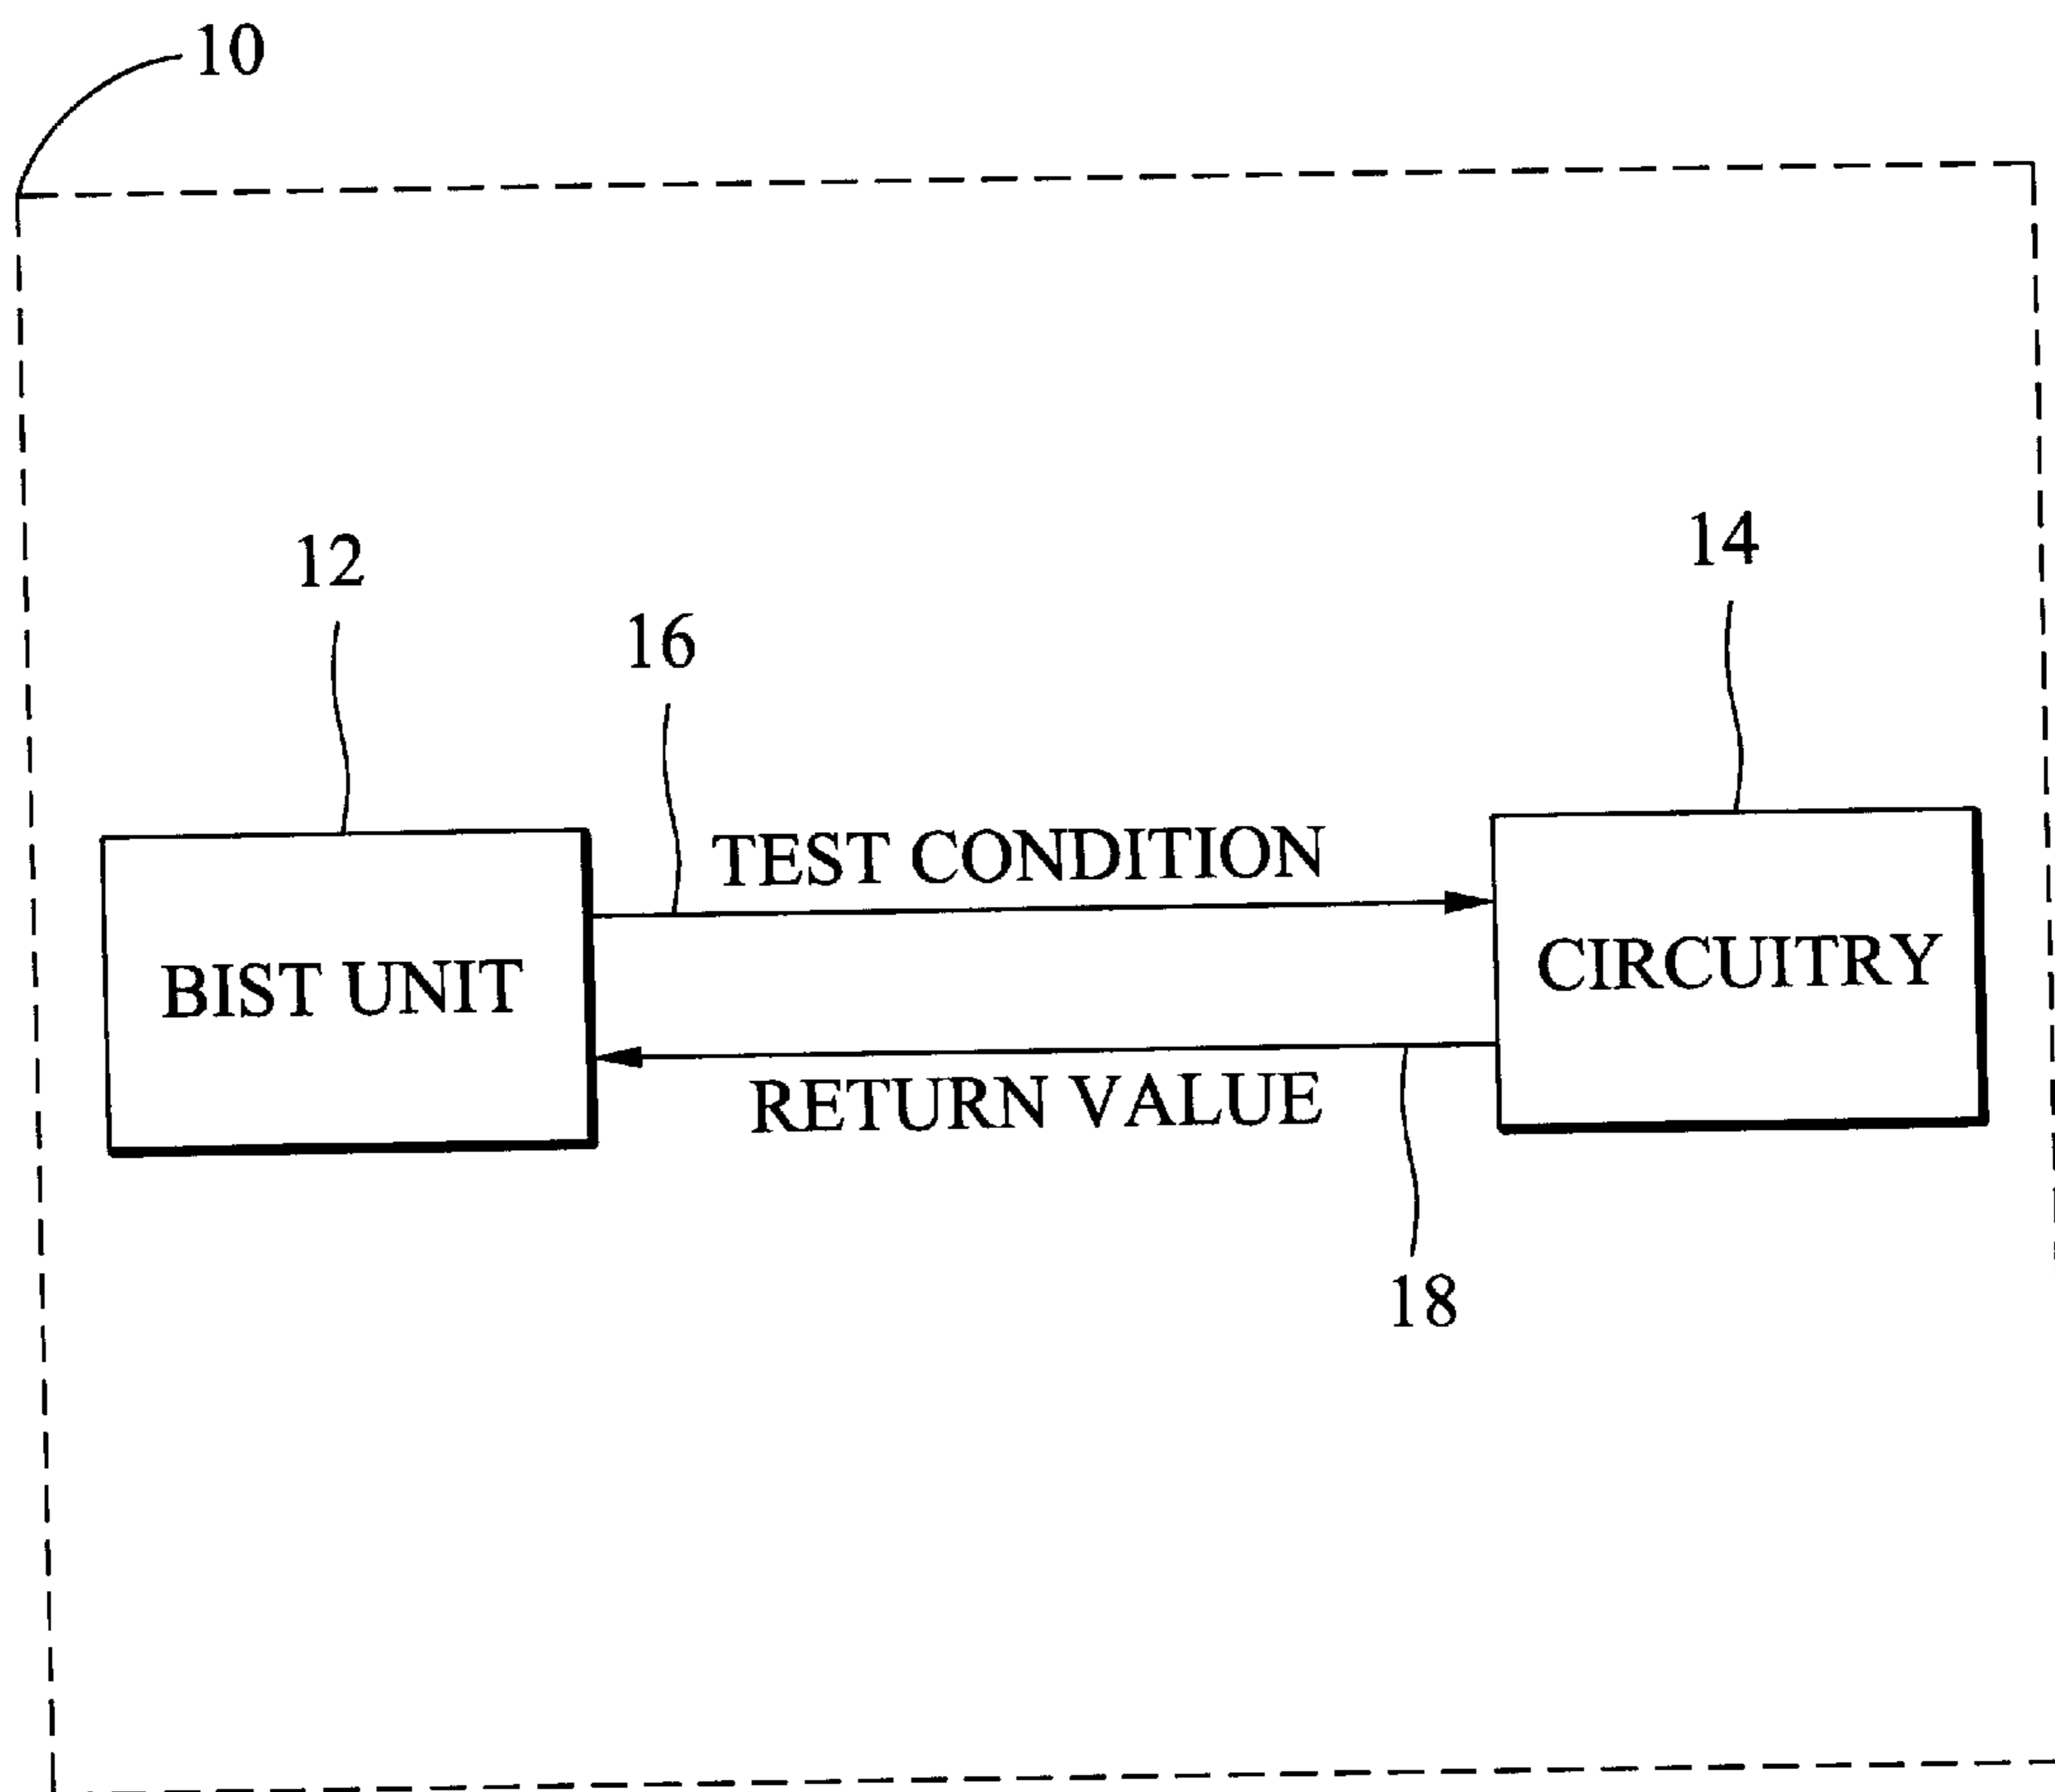 10
12
14
16
TEST CONDITION
BIST UNIT
CIRCUITRY
RETURN VALUE
18